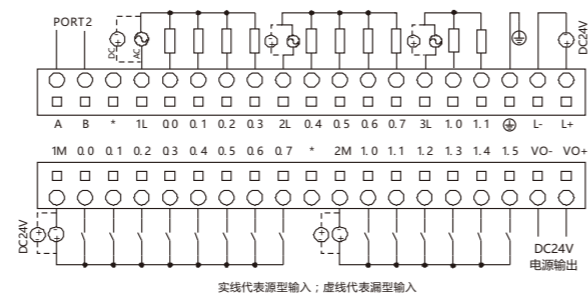 PORT2
DC
AC
DC24V
A B * 1L 0.0 0.1 0.2 0.3 2L 0.4 0.5 0.6 0.7 3L 1.0 1.1 L- L+
1M 0.0 0.1 0.2 0.3 0.4 0.5 0.6 0.7 * 2M 1.0 1.1 1.2 1.3 1.4 1.5 VO- VO+
DC24V
DC24V
电源输出
实线代表源型输入；虚线代表漏型输入